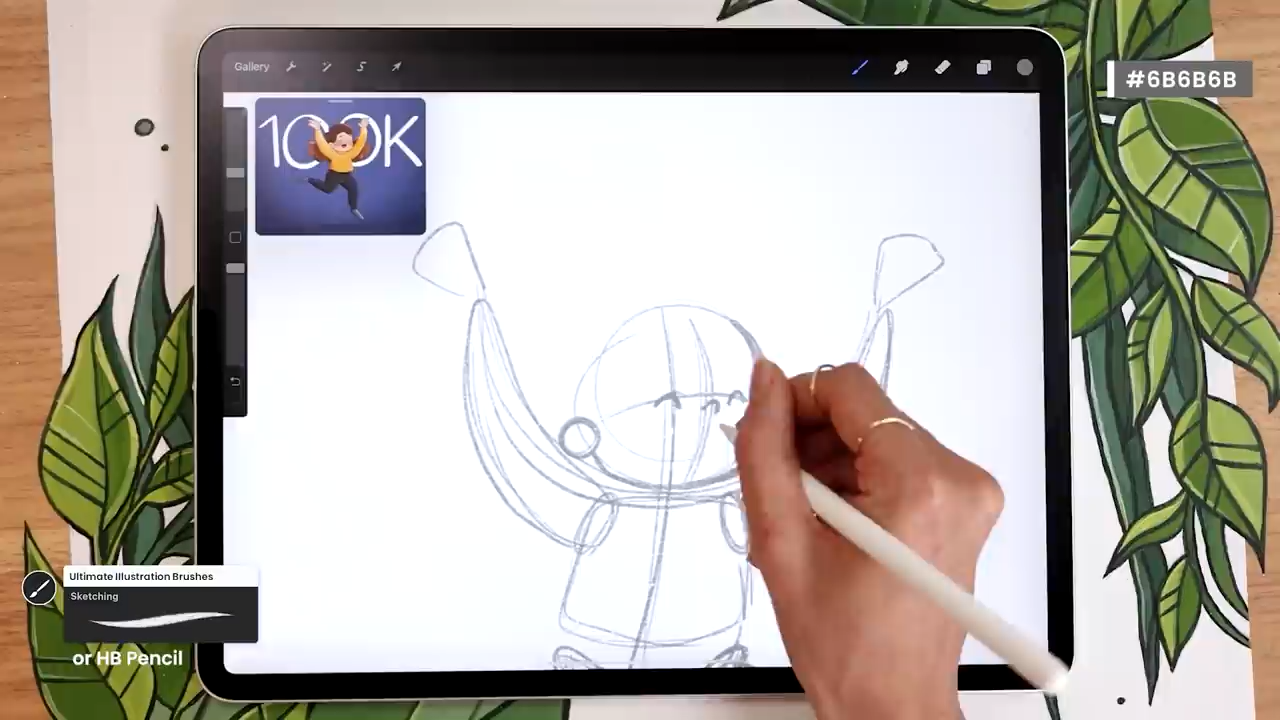 Gallery
#6B6B6B
100K
Ultimate Illustration Brushes
Sketching
or HB Pencil